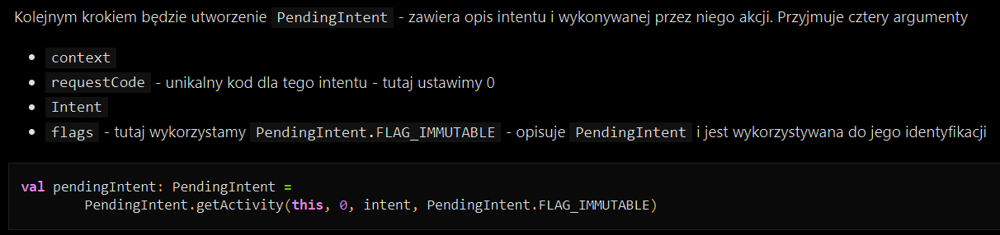 Kolejnym krokiem będzie utworzenie PendingIntent - zawiera opis intentu i wykonywanej przez niego akcji. Przyjmuje cztery argumenty
• context
• requestCode - unikalny kod dla tego intentu - tutaj ustawimy 0
• Intent
• flags - tutaj wykorzystamy PendingIntent.FLAG_IMMUTABLE - opisuje PendingIntent i jest wykorzystywana do jego identyfikacji
val pendingIntent: PendingIntent =
        PendingIntent.getActivity(this, 0, intent, PendingIntent.FLAG_IMMUTABLE)